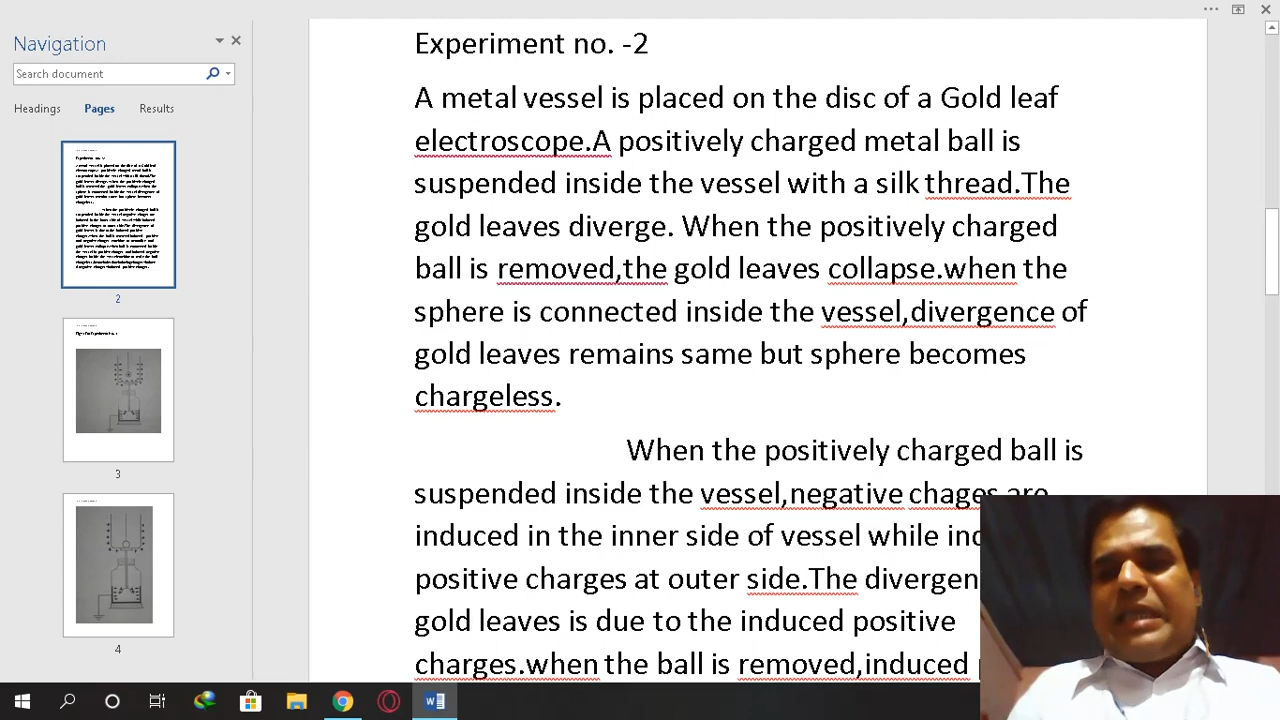 Navigation
Search document
Headings Pages Results
2
3
4
Experiment no. -2
A metal vessel is placed on the disc of a Gold leaf
electroscope.A positively charged metal ball is
suspended inside the vessel with a silk thread.The
gold leaves diverge. When the positively charged
ball is removed,the gold leaves collapse.when the
sphere is connected inside the vessel,divergence of
gold leaves remains same but sphere becomes
chargeless.
When the positively charged ball is
suspended inside the vessel,negative chages are
induced in the inner side of vessel while
positive charges at outer side.The
gold leaves is due to the induced positive
charges.when the ball is removed,induced